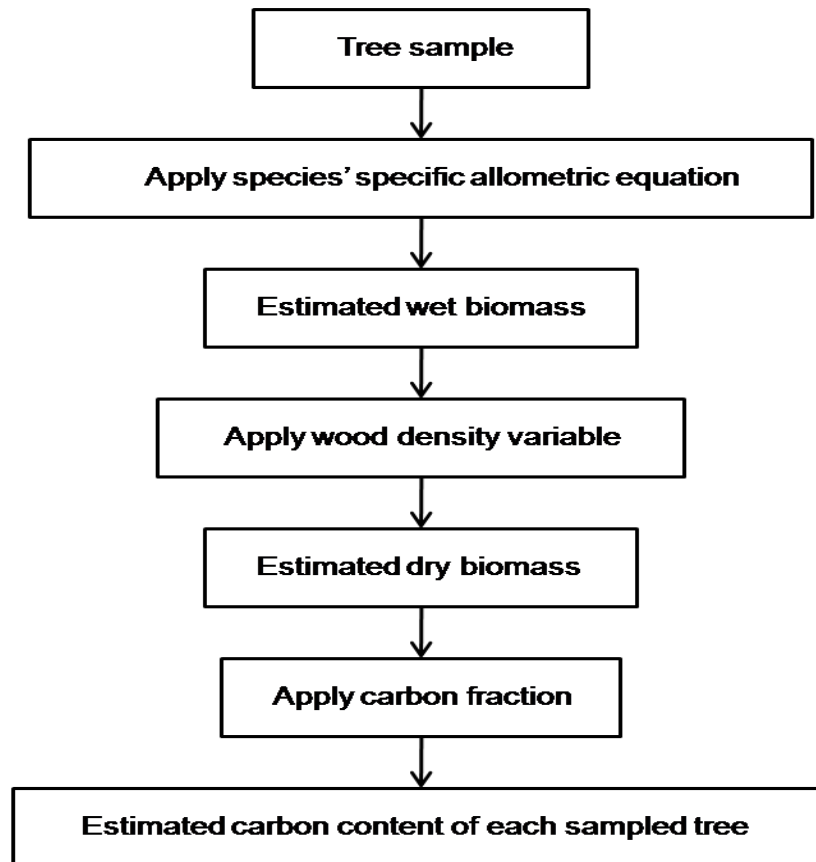 Tree sample
Apply species’ specific allometric equation
Estimated wet biomass
Apply wood density variable
Estimated dry biomass
Apply carbon fraction
Estimated carbon content of each sampled tree